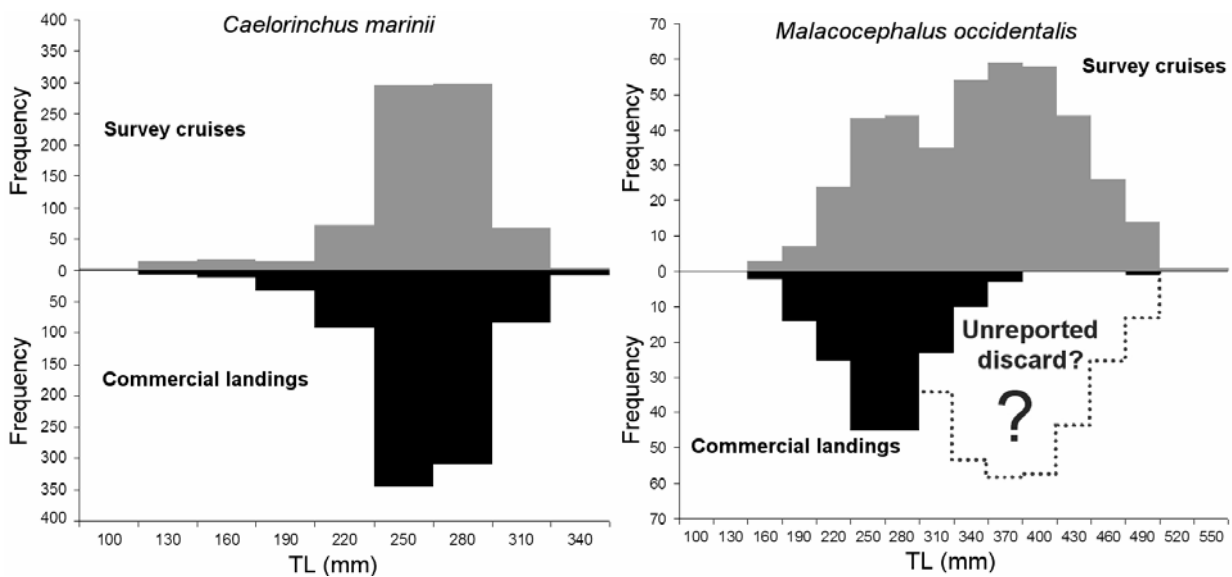 Caelorinchus marinii
Frequency
400
350
300
250
200
150
100
50
0
Survey cruises
Frequency
50
100
150
200
250
300
350
400
Commercial landings
100 130 160 190 220 250 280 310 340
TL (mm)
Malacocephalus occidentalis
Frequency
70
60
50
40
30
20
10
0
Survey cruises
Frequency
10
20
30
40
50
60
70
Unreported
discard?
?
Commercial landings
100 130 160 190 220 250 280 310 340 370 400 430 460 490 520 550
TL (mm)